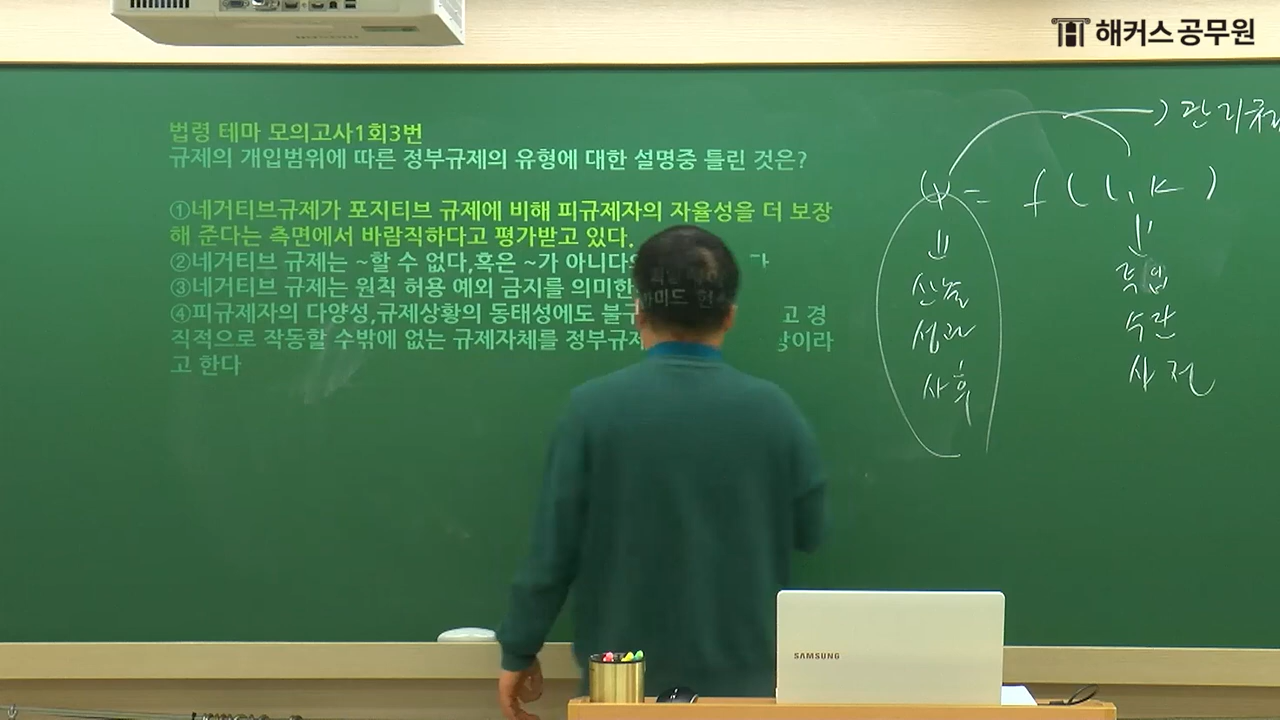 해커스공무원
법령 테마 모의고사1회3번
규제의 개입범위에 따른 정부규제의 유형에 대한 설명중 틀린 것은?
①네거티브규제가 포지티브 규제에 비해 피규제자의 자율성을 더 보장
해 준다는 측면에서 바람직하다고 평가받고 있다.
②네거티브 규제는 ~할 수 없다,혹은 ~가 아니다
③네거티브 규제는 원칙 허용 예외 금지를 의미한
④피규제자의 다양성,규제상황의 동태성에도 불구 고 경
직적으로 작동할 수밖에 없는 규제자체를 정부규제 상이라
고 한다
관리
Y = f ( L, K )
산출
성과
사후
투입
수단
사전
SAMSUNG